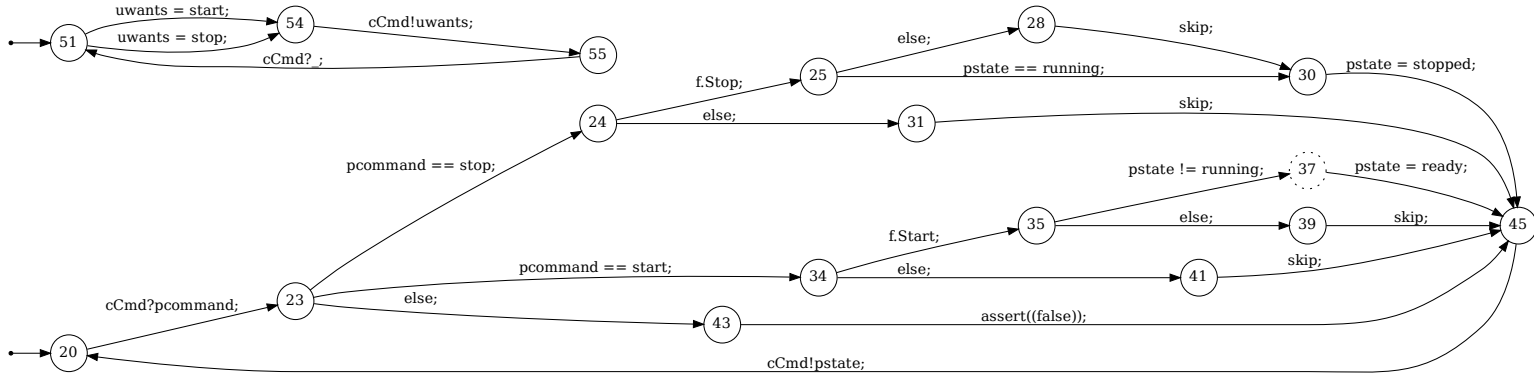 uwants = start;
51
54
uwants = stop;
cCmd!uwants;
55
cCmd?_;
28
else;
skip;
25
pstate == running;
30
pstate = stopped;
f.Stop;
24
else;
31
skip;
pcommand == stop;
pstate != running;
37
pstate = ready;
35
else;
39
skip;
45
f.Start;
pcommand == start;
34
else;
41
skip;
cCmd?pcommand;
23
else;
43
assert((false));
20
cCmd!pstate;